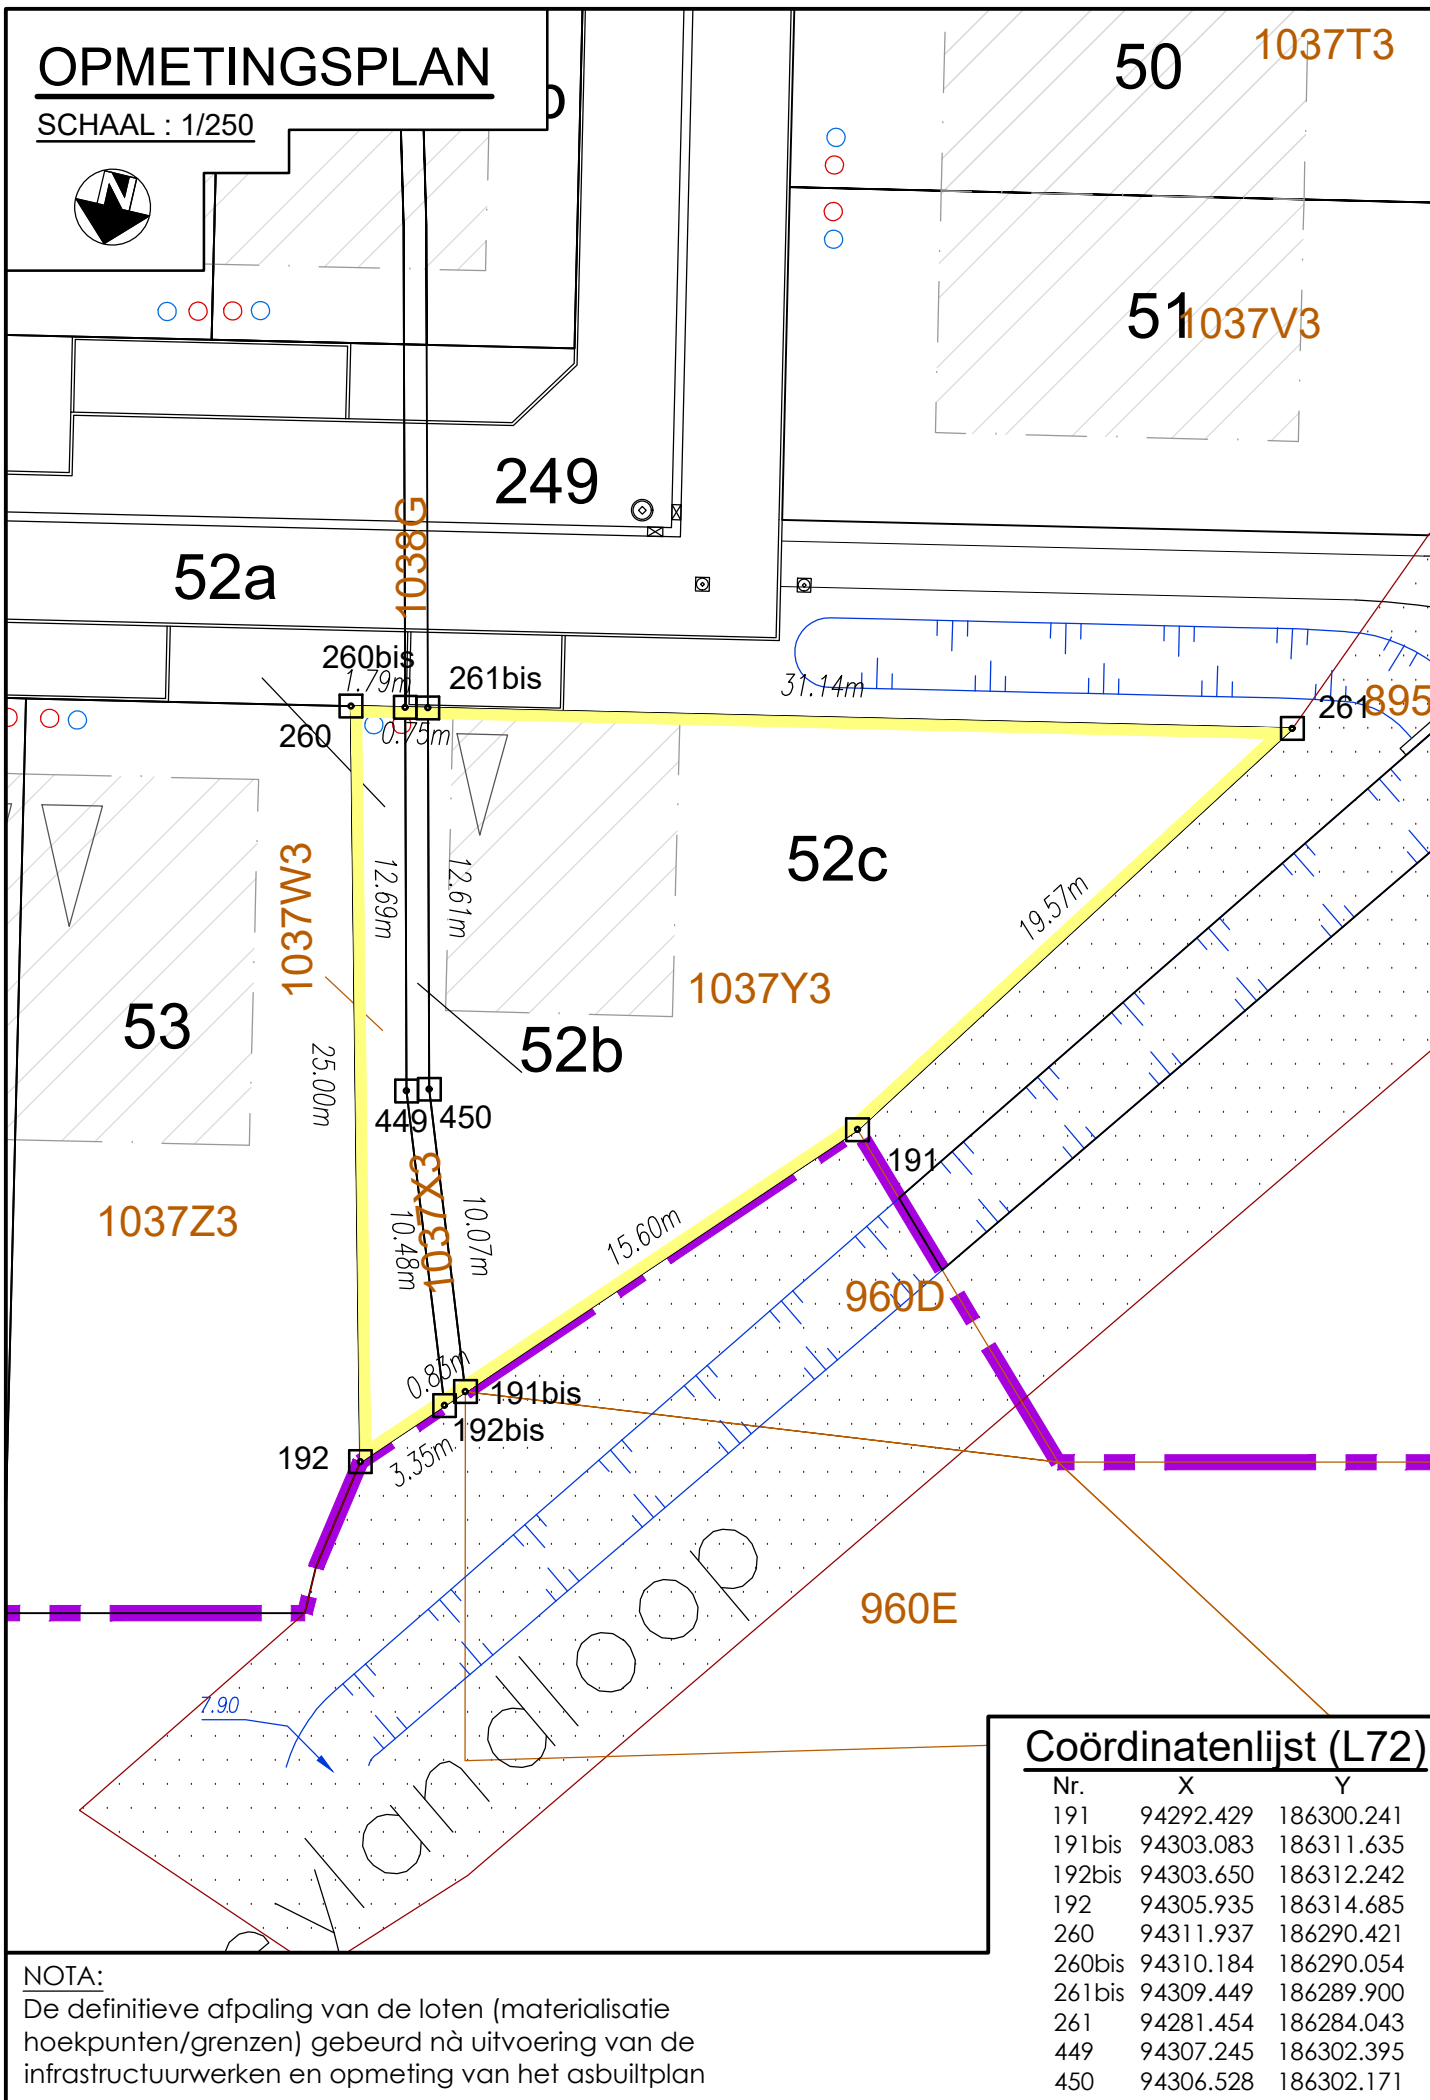 OPMETINGSPLAN
SCHAAL : 1/250
N
50
1037T3
51
1037V3
249
1038G
52a
260bis
1.79m
261bis
31.14m
261
895
260
0.75m
12.69m
12.61m
52c
19.57m
1037W3
1037Y3
53
52b
25.00m
449
450
191
1037X3
1037Z3
10.48m
10.07m
15.60m
960D
0.83m
191bis
192bis
192
3.35m
960E
7.90
ylandloop
Coördinatenlijst (L72)
Nr. X Y
191 94292.429 186300.241
191bis 94303.083 186311.635
192bis 94303.650 186312.242
192 94305.935 186314.685
260 94311.937 186290.421
260bis 94310.184 186290.054
261bis 94309.449 186289.900
261 94281.454 186284.043
449 94307.245 186302.395
450 94306.528 186302.171
NOTA:
De definitieve afpaling van de loten (materialisatie
hoekpunten/grenzen) gebeurd nà uitvoering van de
infrastructuurwerken en opmeting van het asbuiltplan